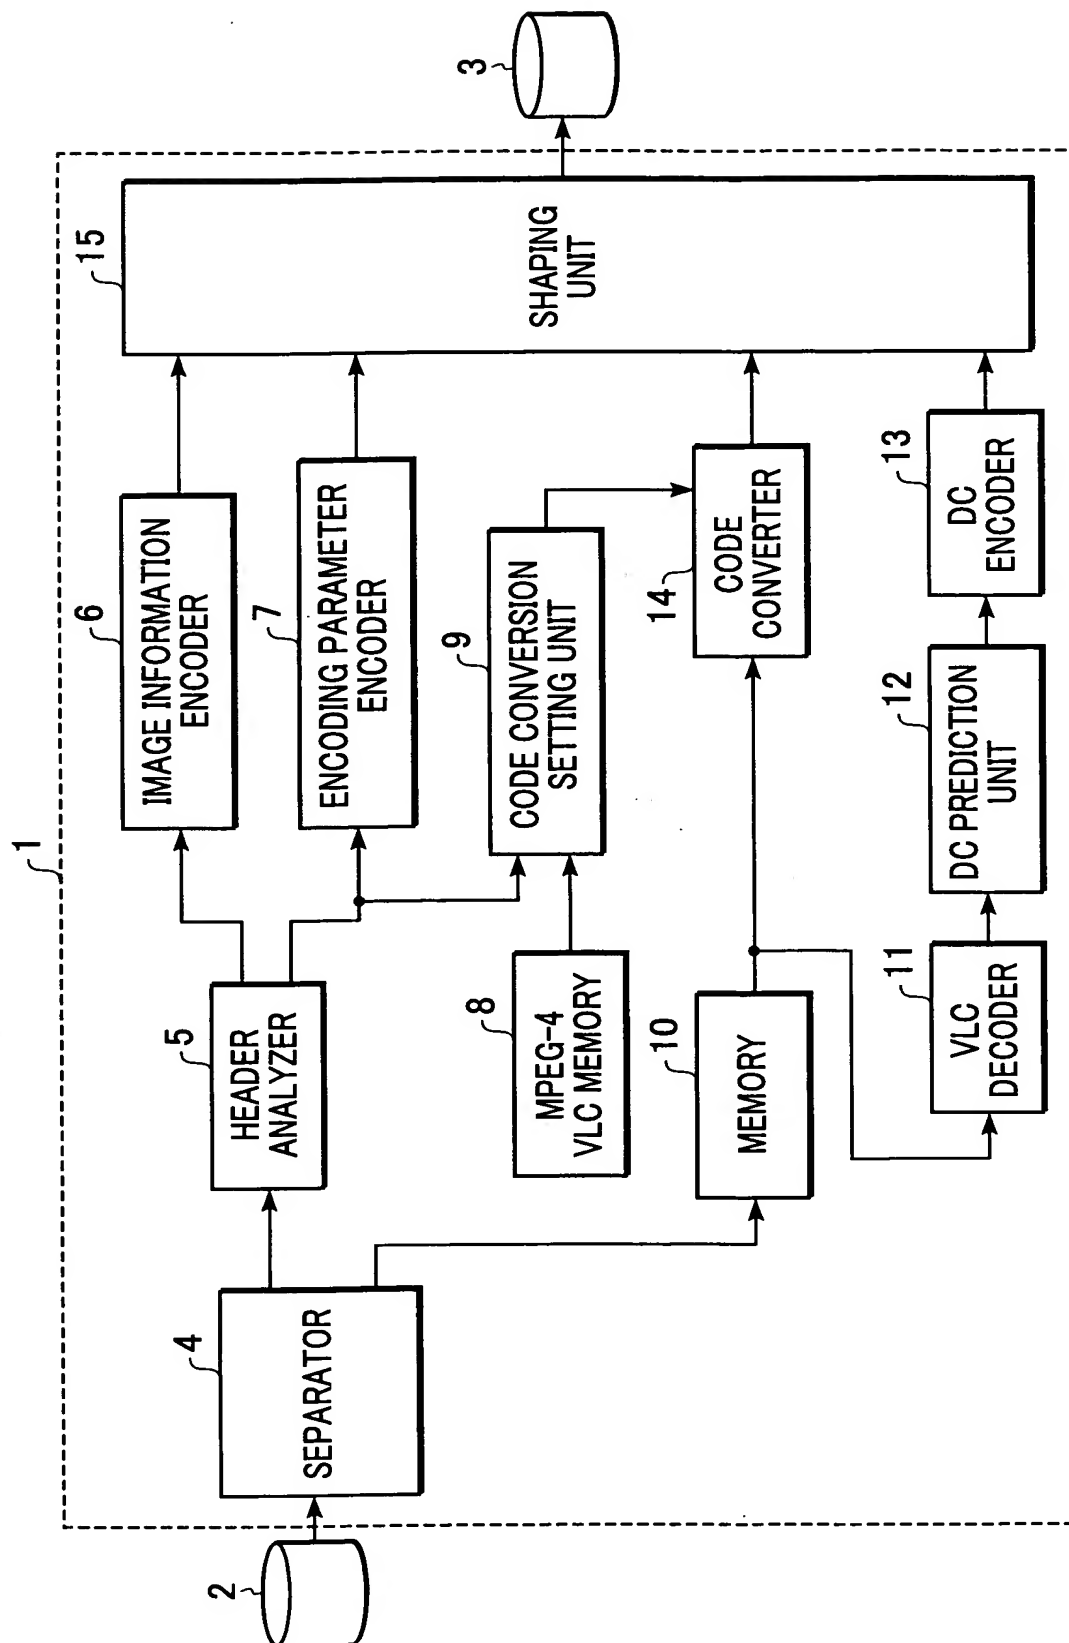 1
2
4
SEPARATOR
5
HEADER
ANALYZER
6
IMAGE INFORMATION
ENCODER
7
ENCODING PARAMETER
ENCODER
8
MPEG-4
VLC MEMORY
9
CODE CONVERSION
SETTING UNIT
10
MEMORY
14
CODE
CONVERTER
11
VLC
DECODER
12
DC PREDICTION
UNIT
13
DC
ENCODER
15
SHAPING
UNIT
3